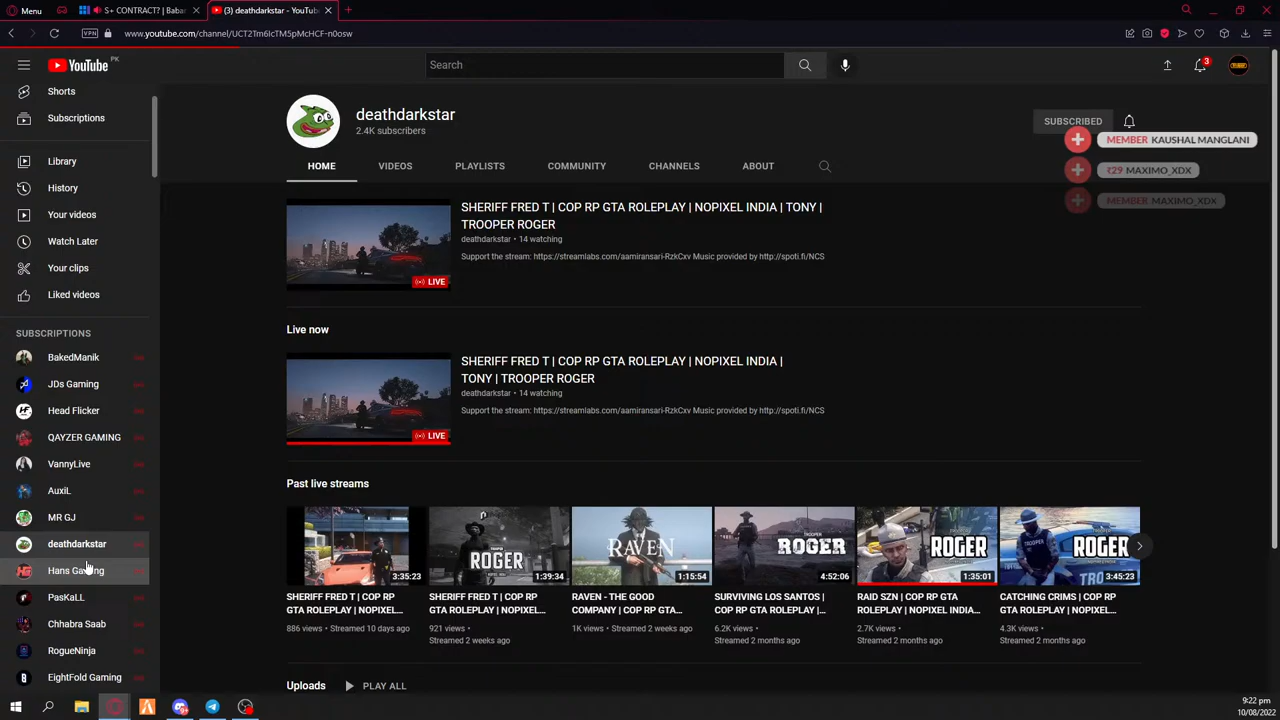 Menu
S+ CONTRACT? | Babar
(3) deathdarkstar - YouTube
VPN
www.youtube.com/channel/UCT2Tm6IcTM5pMcHCF-n0osw
YouTube PK
Search
3
Shorts
Subscriptions
Library
History
Your videos
Watch Later
Your clips
Liked videos
SUBSCRIPTIONS
BakedManik
JDs Gaming
Head Flicker
QAYZER GAMING
VannyLive
AuxiL
MR GJ
deathdarkstar
Hans Gaming
PasKaLL
Chhabra Saab
RogueNinja
EightFold Gaming
deathdarkstar
2.4K subscribers
SUBSCRIBED
MEMBER KAUSHAL MANGLANI
₹29 MAXIMO_XDX
MEMBER MAXIMO_XDX
HOME
VIDEOS
PLAYLISTS
COMMUNITY
CHANNELS
ABOUT
SHERIFF FRED T | COP RP GTA ROLEPLAY | NOPIXEL INDIA | TONY |
TROOPER ROGER
deathdarkstar • 14 watching
Support the stream: https://streamlabs.com/aamiransari-RzkCxv Music provided by http://spoti.fi/NCS
LIVE
Live now
SHERIFF FRED T | COP RP GTA ROLEPLAY | NOPIXEL INDIA |
TONY | TROOPER ROGER
deathdarkstar • 14 watching
Support the stream: https://streamlabs.com/aamiransari-RzkCxv Music provided by http://spoti.fi/NCS
LIVE
Past live streams
3:35:23
TROOPER
ROGER
1:39:34
RAVEN
1:15:54
TROOPER
ROGER
4:52:06
TROOPER
ROGER
1:35:01
TROOPER
ROGER
3:45:23
SHERIFF FRED T | COP RP
GTA ROLEPLAY | NOPIXEL...
886 views • Streamed 10 days ago
SHERIFF FRED T | COP RP
GTA ROLEPLAY | NOPIXEL...
921 views •
Streamed 2 weeks ago
RAVEN - THE GOOD
COMPANY | COP RP GTA...
1K views • Streamed 2 weeks ago
SURVIVING LOS SANTOS |
COP RP GTA ROLEPLAY |...
6.2K views •
Streamed 2 months ago
RAID SZN | COP RP GTA
ROLEPLAY | NOPIXEL INDIA...
2.7K views •
Streamed 2 months ago
CATCHING CRIMS | COP RP
GTA ROLEPLAY | NOPIXEL...
4.3K views •
Streamed 2 months ago
Uploads
PLAY ALL
9:22 pm
10/08/2022